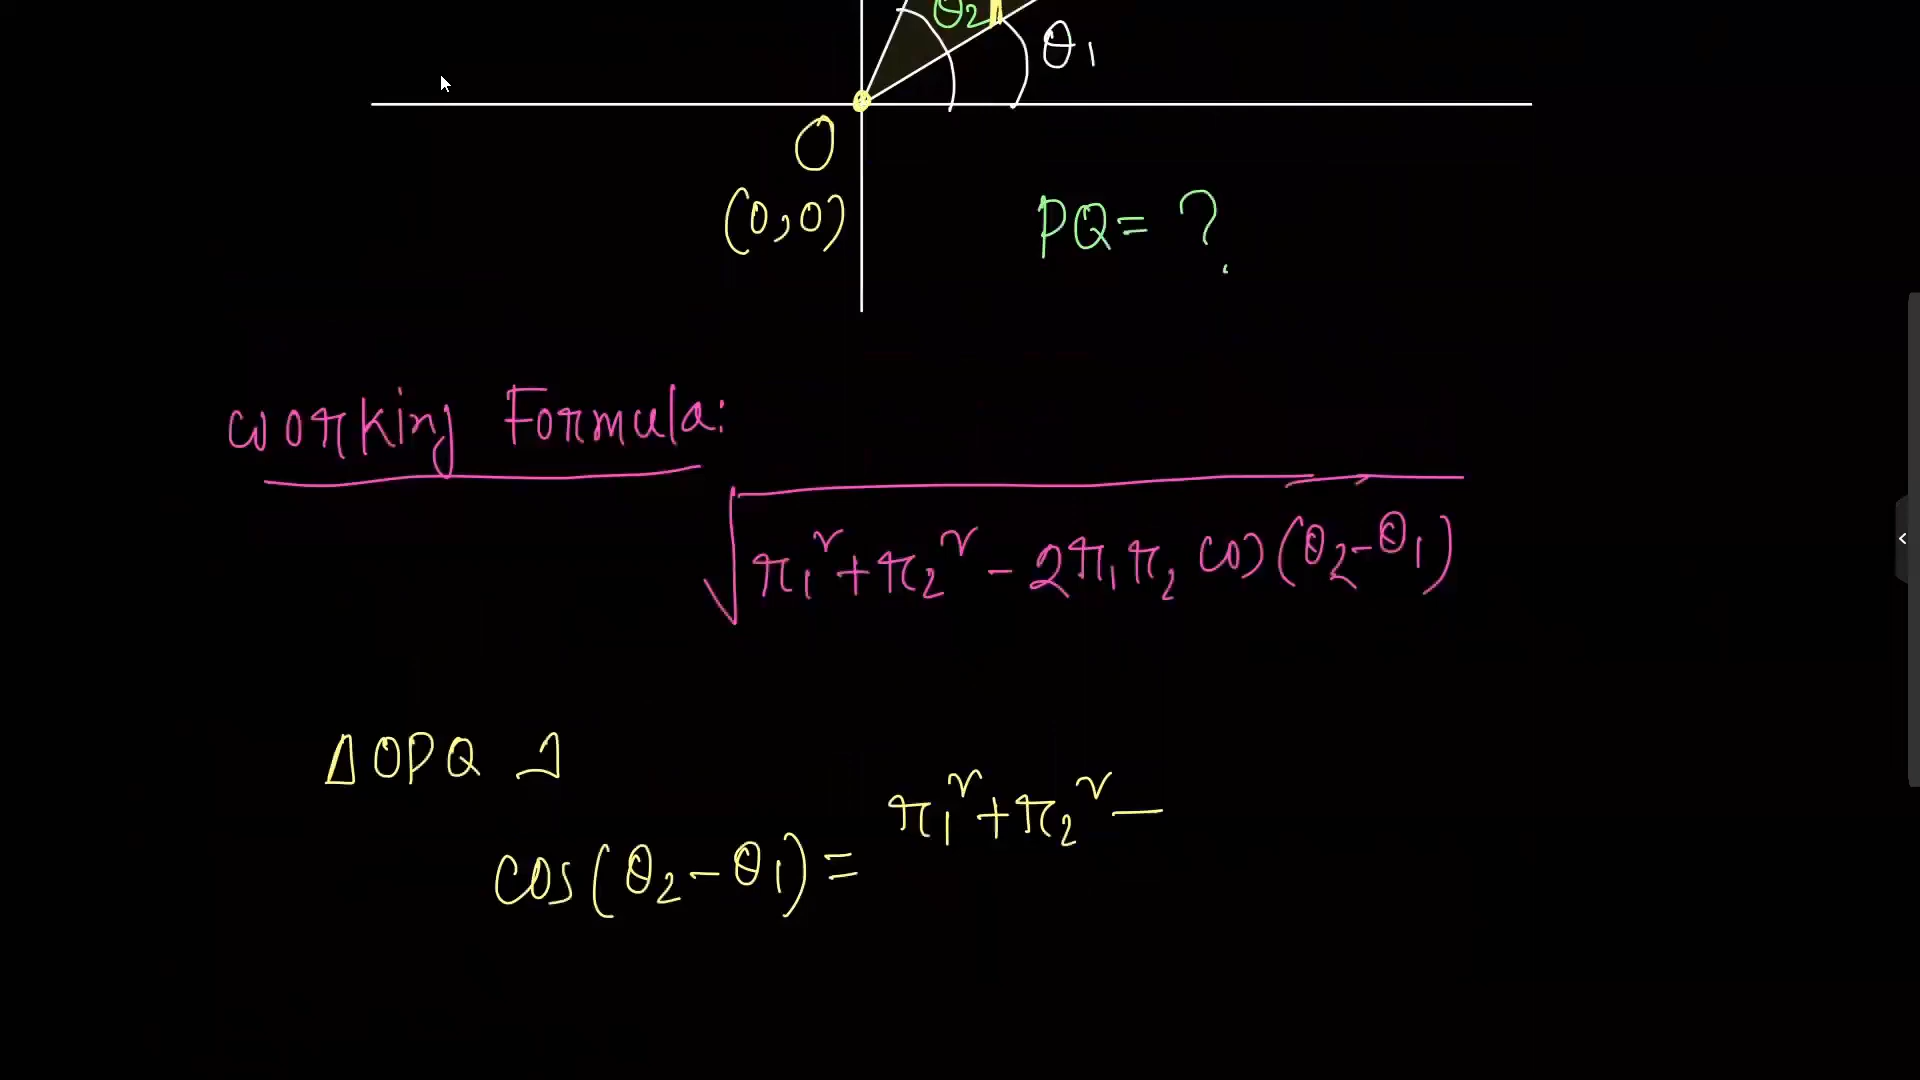 θ2
θ1
O
(0,0)
PQ= ?
Working Formula:
√(r1² + r2² - 2r1r2 cos(θ2-θ1))
ΔOPQ এ
r1² + r2² -
cos(θ2-θ1)=